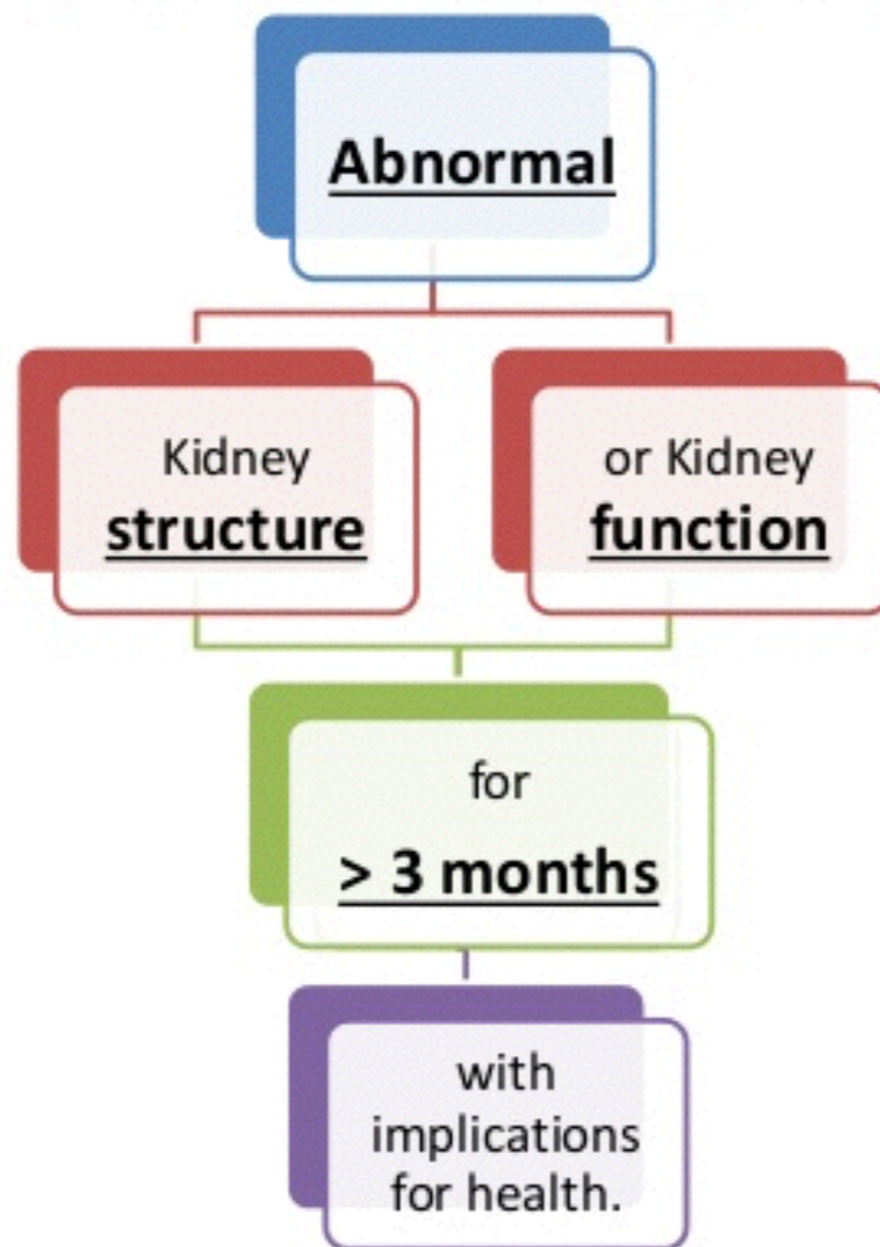 Abnormal
Kidney
structure
or Kidney
function
for
> 3 months
with
implications
for health.